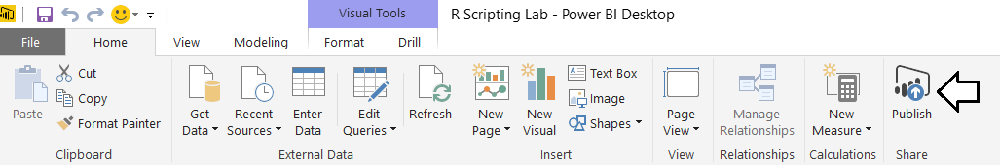 Visual Tools
R Scripting Lab - Power BI Desktop
File
Home
View
Modeling
Format
Drill
Paste
Cut
Copy
Format Painter
Clipboard
Get
Data
Recent
Sources
Enter
Data
Edit
Queries
Refresh
External Data
New
Page
New
Visual
Text Box
Image
Shapes
Insert
Page
View
View
Manage
Relationships
Relationships
New
Measure
Calculations
Publish
Share